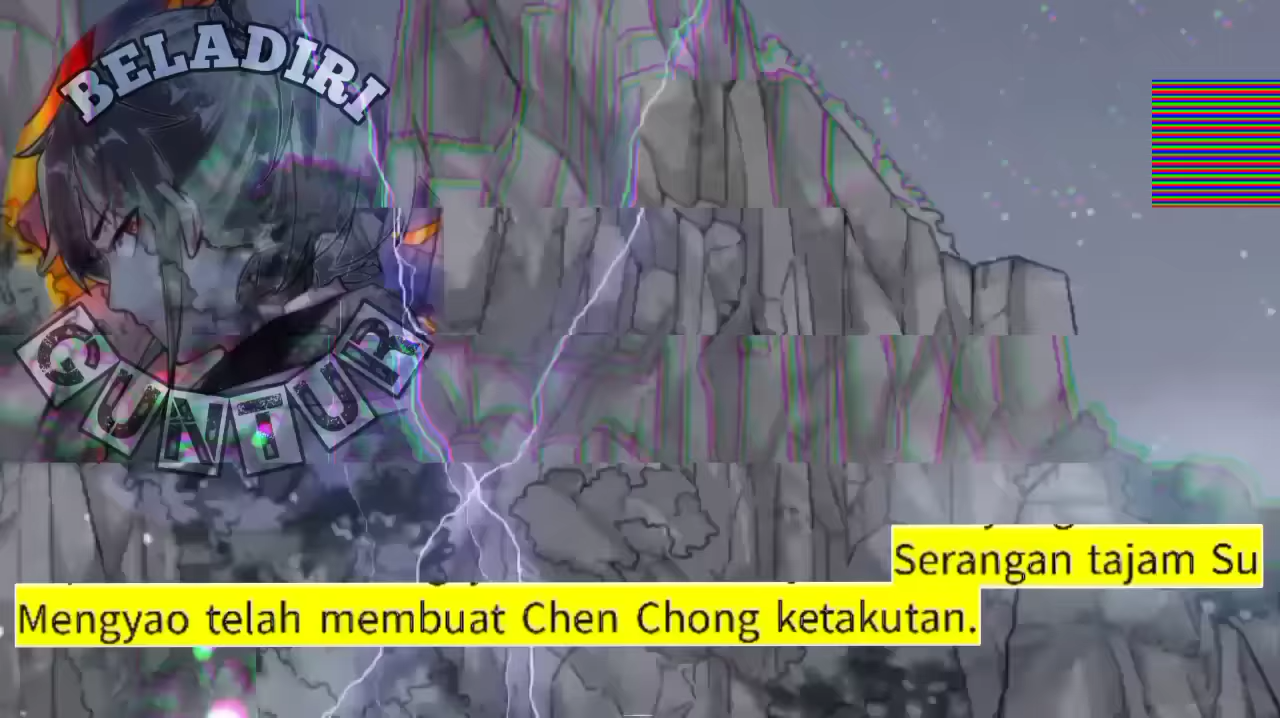 BELADIRI
GUNTUR
Serangan tajam Su
Mengyao telah membuat Chen Chong ketakutan.